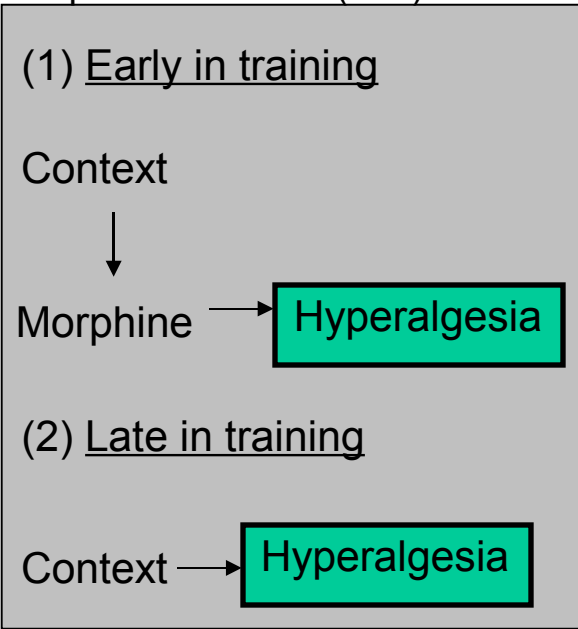 (1) Early in training
Context
Morphine
Hyperalgesia
(2) Late in training
Context
Hyperalgesia